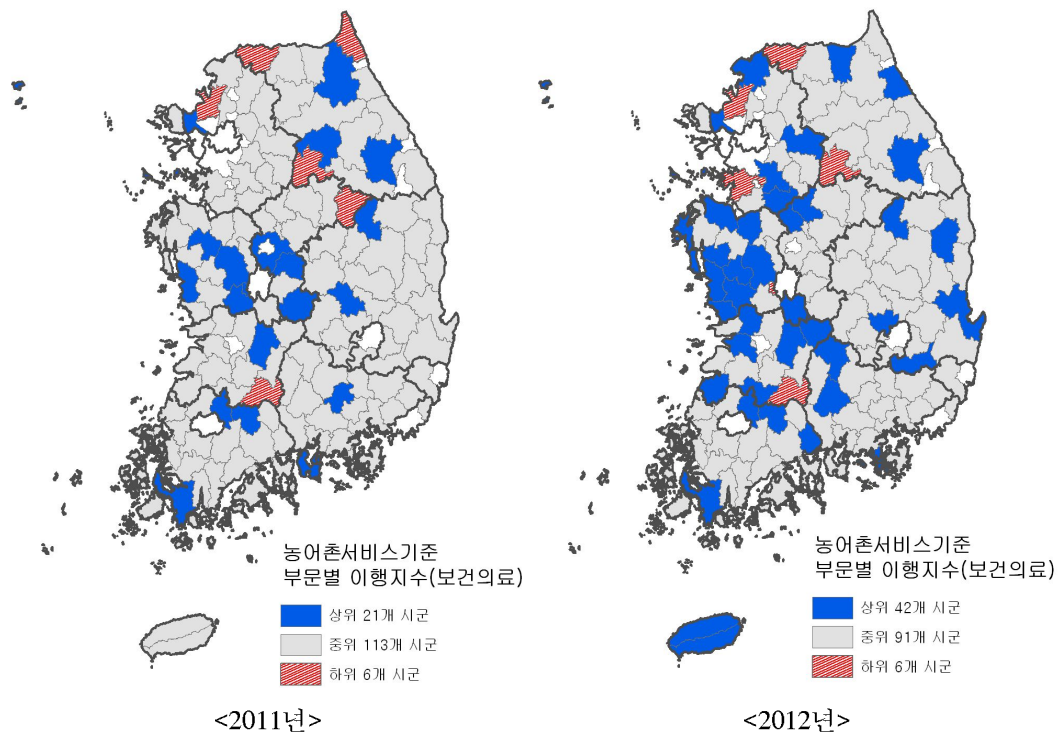 농어촌서비스기준
부문별 이행지수(보건의료)
상위 21개 시군
중위 113개 시군
하위 6개 시군
<2011년>
농어촌서비스기준
부문별 이행지수(보건의료)
상위 42개 시군
중위 91개 시군
하위 6개 시군
<2012년>